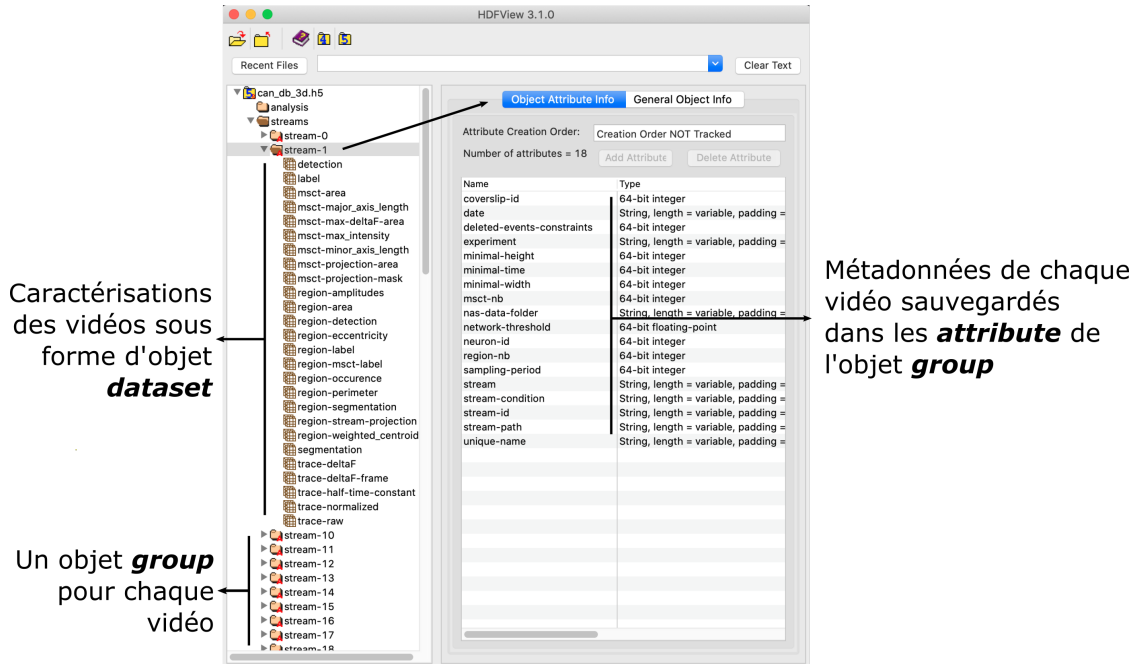 HDFView 3.1.0
Recent Files
Clear Text
can_db_3d.h5
analysis
streams
stream-0
stream-1
detection
label
msct-area
msct-major_axis_length
msct-max-deltaF-area
msct-max_intensity
msct-minor_axis_length
msct-projection-area
msct-projection-mask
region-amplitudes
region-area
region-detection
region-eccentricity
region-label
region-msct-label
region-occurence
region-perimeter
region-segmentation
region-stream-projection
region-weighted_centroid
segmentation
trace-deltaF
trace-deltaF-frame
trace-half-time-constant
trace-normalized
trace-raw
stream-10
stream-11
stream-12
stream-13
stream-14
stream-15
stream-16
stream-17
stream-18
Object Attribute Info General Object Info
Attribute Creation Order: Creation Order NOT Tracked
Number of attributes = 18 Add Attribute Delete Attribute
Name Type
coverslip-id 64-bit integer
date String, length = variable, padding =
deleted-events-constraints 64-bit integer
experiment String, length = variable, padding =
minimal-height 64-bit integer
minimal-time 64-bit integer
minimal-width 64-bit integer
msct-nb 64-bit integer
nas-data-folder String, length = variable, padding =
network-threshold 64-bit floating-point
neuron-id 64-bit integer
region-nb 64-bit integer
sampling-period 64-bit integer
stream String, length = variable, padding =
stream-condition String, length = variable, padding =
stream-id String, length = variable, padding =
stream-path String, length = variable, padding =
unique-name String, length = variable, padding =
Caractérisations
des vidéos sous
forme d'objet
dataset
Un objet group
pour chaque
vidéo
Métadonnées de chaque
vidéo sauvegardés
dans les attribute de
l'objet group